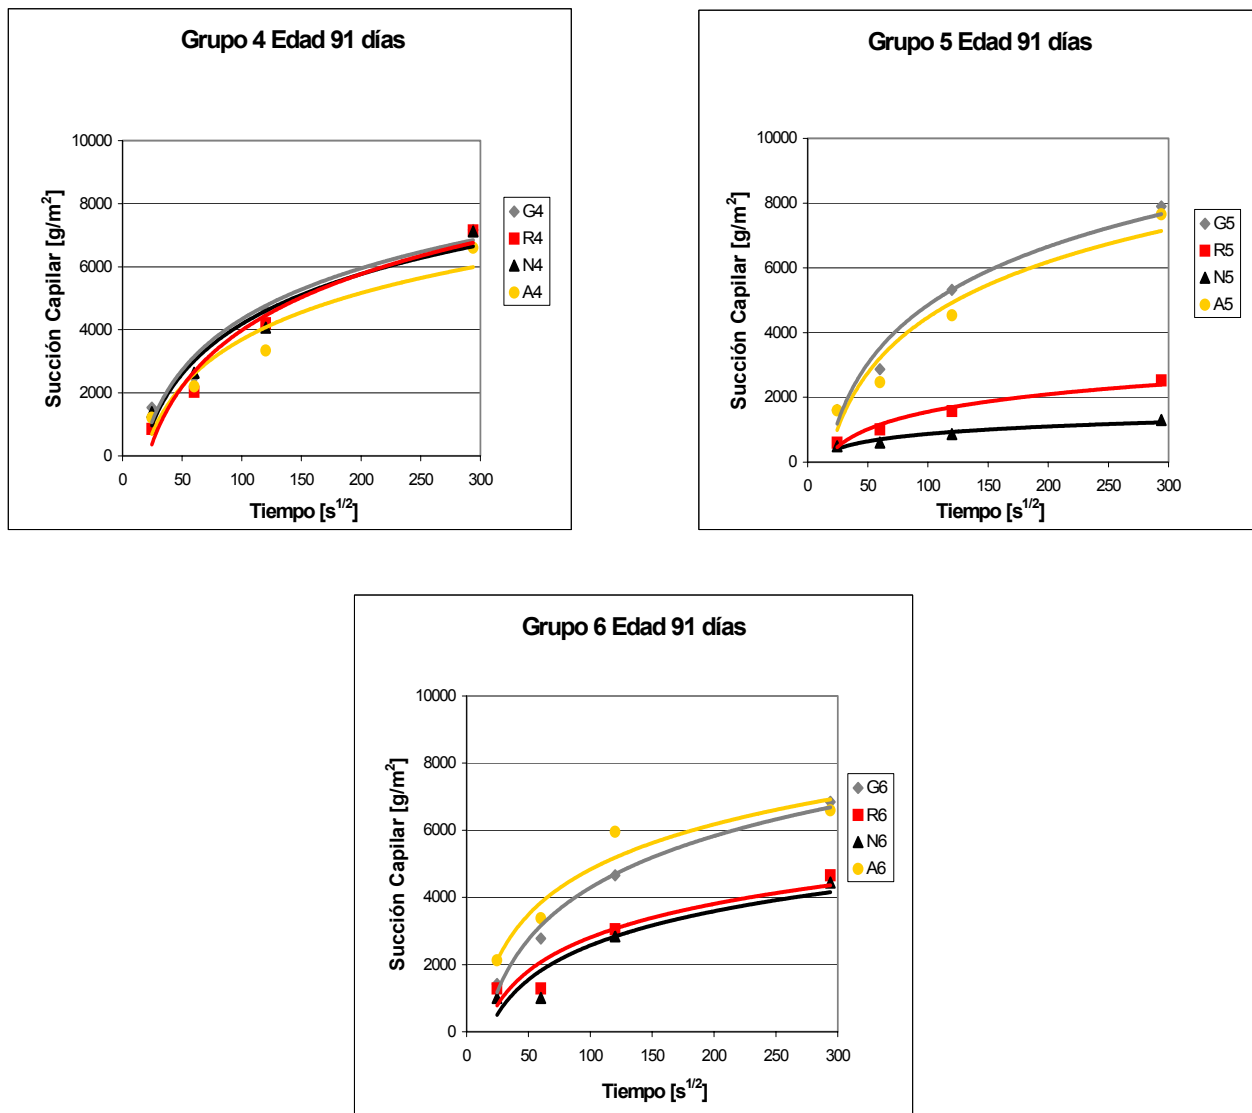 Grupo 4 Edad 91 días
10000
8000
6000
4000
2000
0
0 50 100 150 200 250 300
Succión Capilar [g/m²]
Tiempo [s^1/2]
G4
R4
N4
A4
Grupo 5 Edad 91 días
10000
8000
6000
4000
2000
0
0 50 100 150 200 250 300
Succión Capilar [g/m²]
Tiempo [s^1/2]
G5
R5
N5
A5
Grupo 6 Edad 91 días
10000
8000
6000
4000
2000
0
0 50 100 150 200 250 300
Succión Capilar [g/m²]
Tiempo [s^1/2]
G6
R6
N6
A6